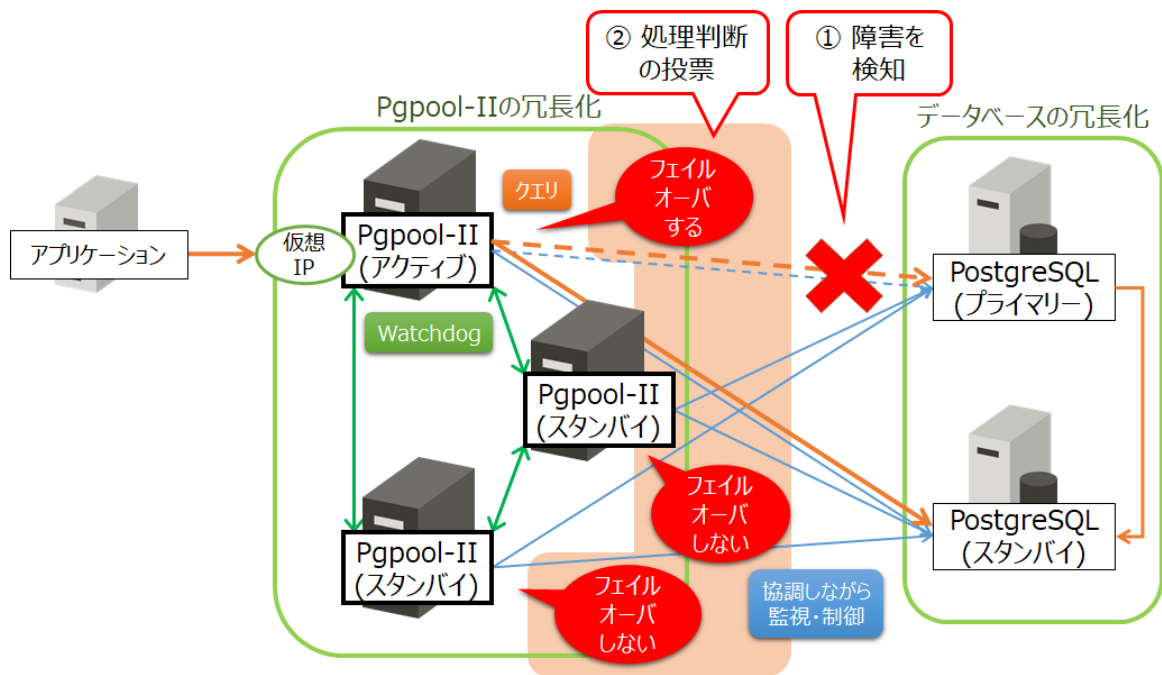 ② 処理判断
の投票
① 障害を
検知
Pgpool-IIの冗長化
データベースの冗長化
フェイル
オーバ
する
クエリ
アプリケーション
仮想
IP
Pgpool-II
(アクティブ)
PostgreSQL
(プライマリー)
Watchdog
Pgpool-II
(スタンバイ)
フェイル
オーバ
しない
PostgreSQL
(スタンバイ)
Pgpool-II
(スタンバイ)
フェイル
オーバ
しない
協調しながら
監視・制御